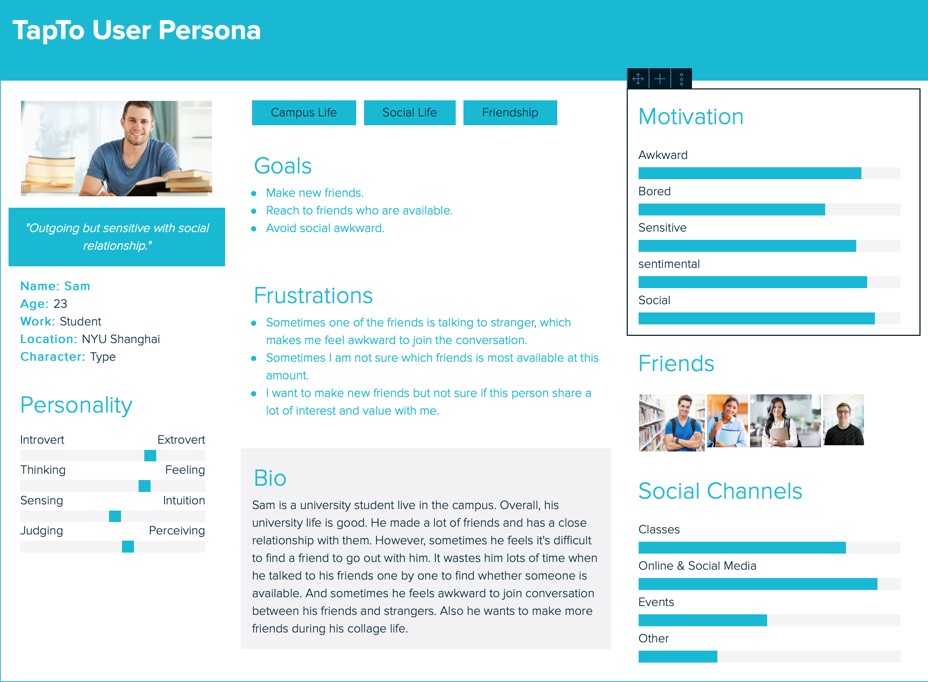 TapTo User Persona
"Outgoing but sensitive with social
relationship."
Name: Sam
Age: 23
Work: Student
Location: NYU Shanghai
Character: Type
Personality
Introvert Extrovert
Thinking Feeling
Sensing Intuition
Judging Perceiving
Campus Life
Social Life
Friendship
Goals
Make new friends.
Reach to friends who are available.
Avoid social awkward.
Frustrations
Sometimes one of the friends is talking to stranger, which
makes me feel awkward to join the conversation.
Sometimes I am not sure which friends is most available at this
amount.
I want to make new friends but not sure if this person share a
lot of interest and value with me.
Bio
Sam is a university student live in the campus. Overall, his
university life is good. He made a lot of friends and has a close
relationship with them. However, sometimes he feels it's difficult
to find a friend to go out with him. It wastes him lots of time when
he talked to his friends one by one to find whether someone is
available. And sometimes he feels awkward to join conversation
between his friends and strangers. Also he wants to make more
friends during his collage life.
Motivation
Awkward
Bored
Sensitive
sentimental
Social
Friends
Social Channels
Classes
Online & Social Media
Events
Other